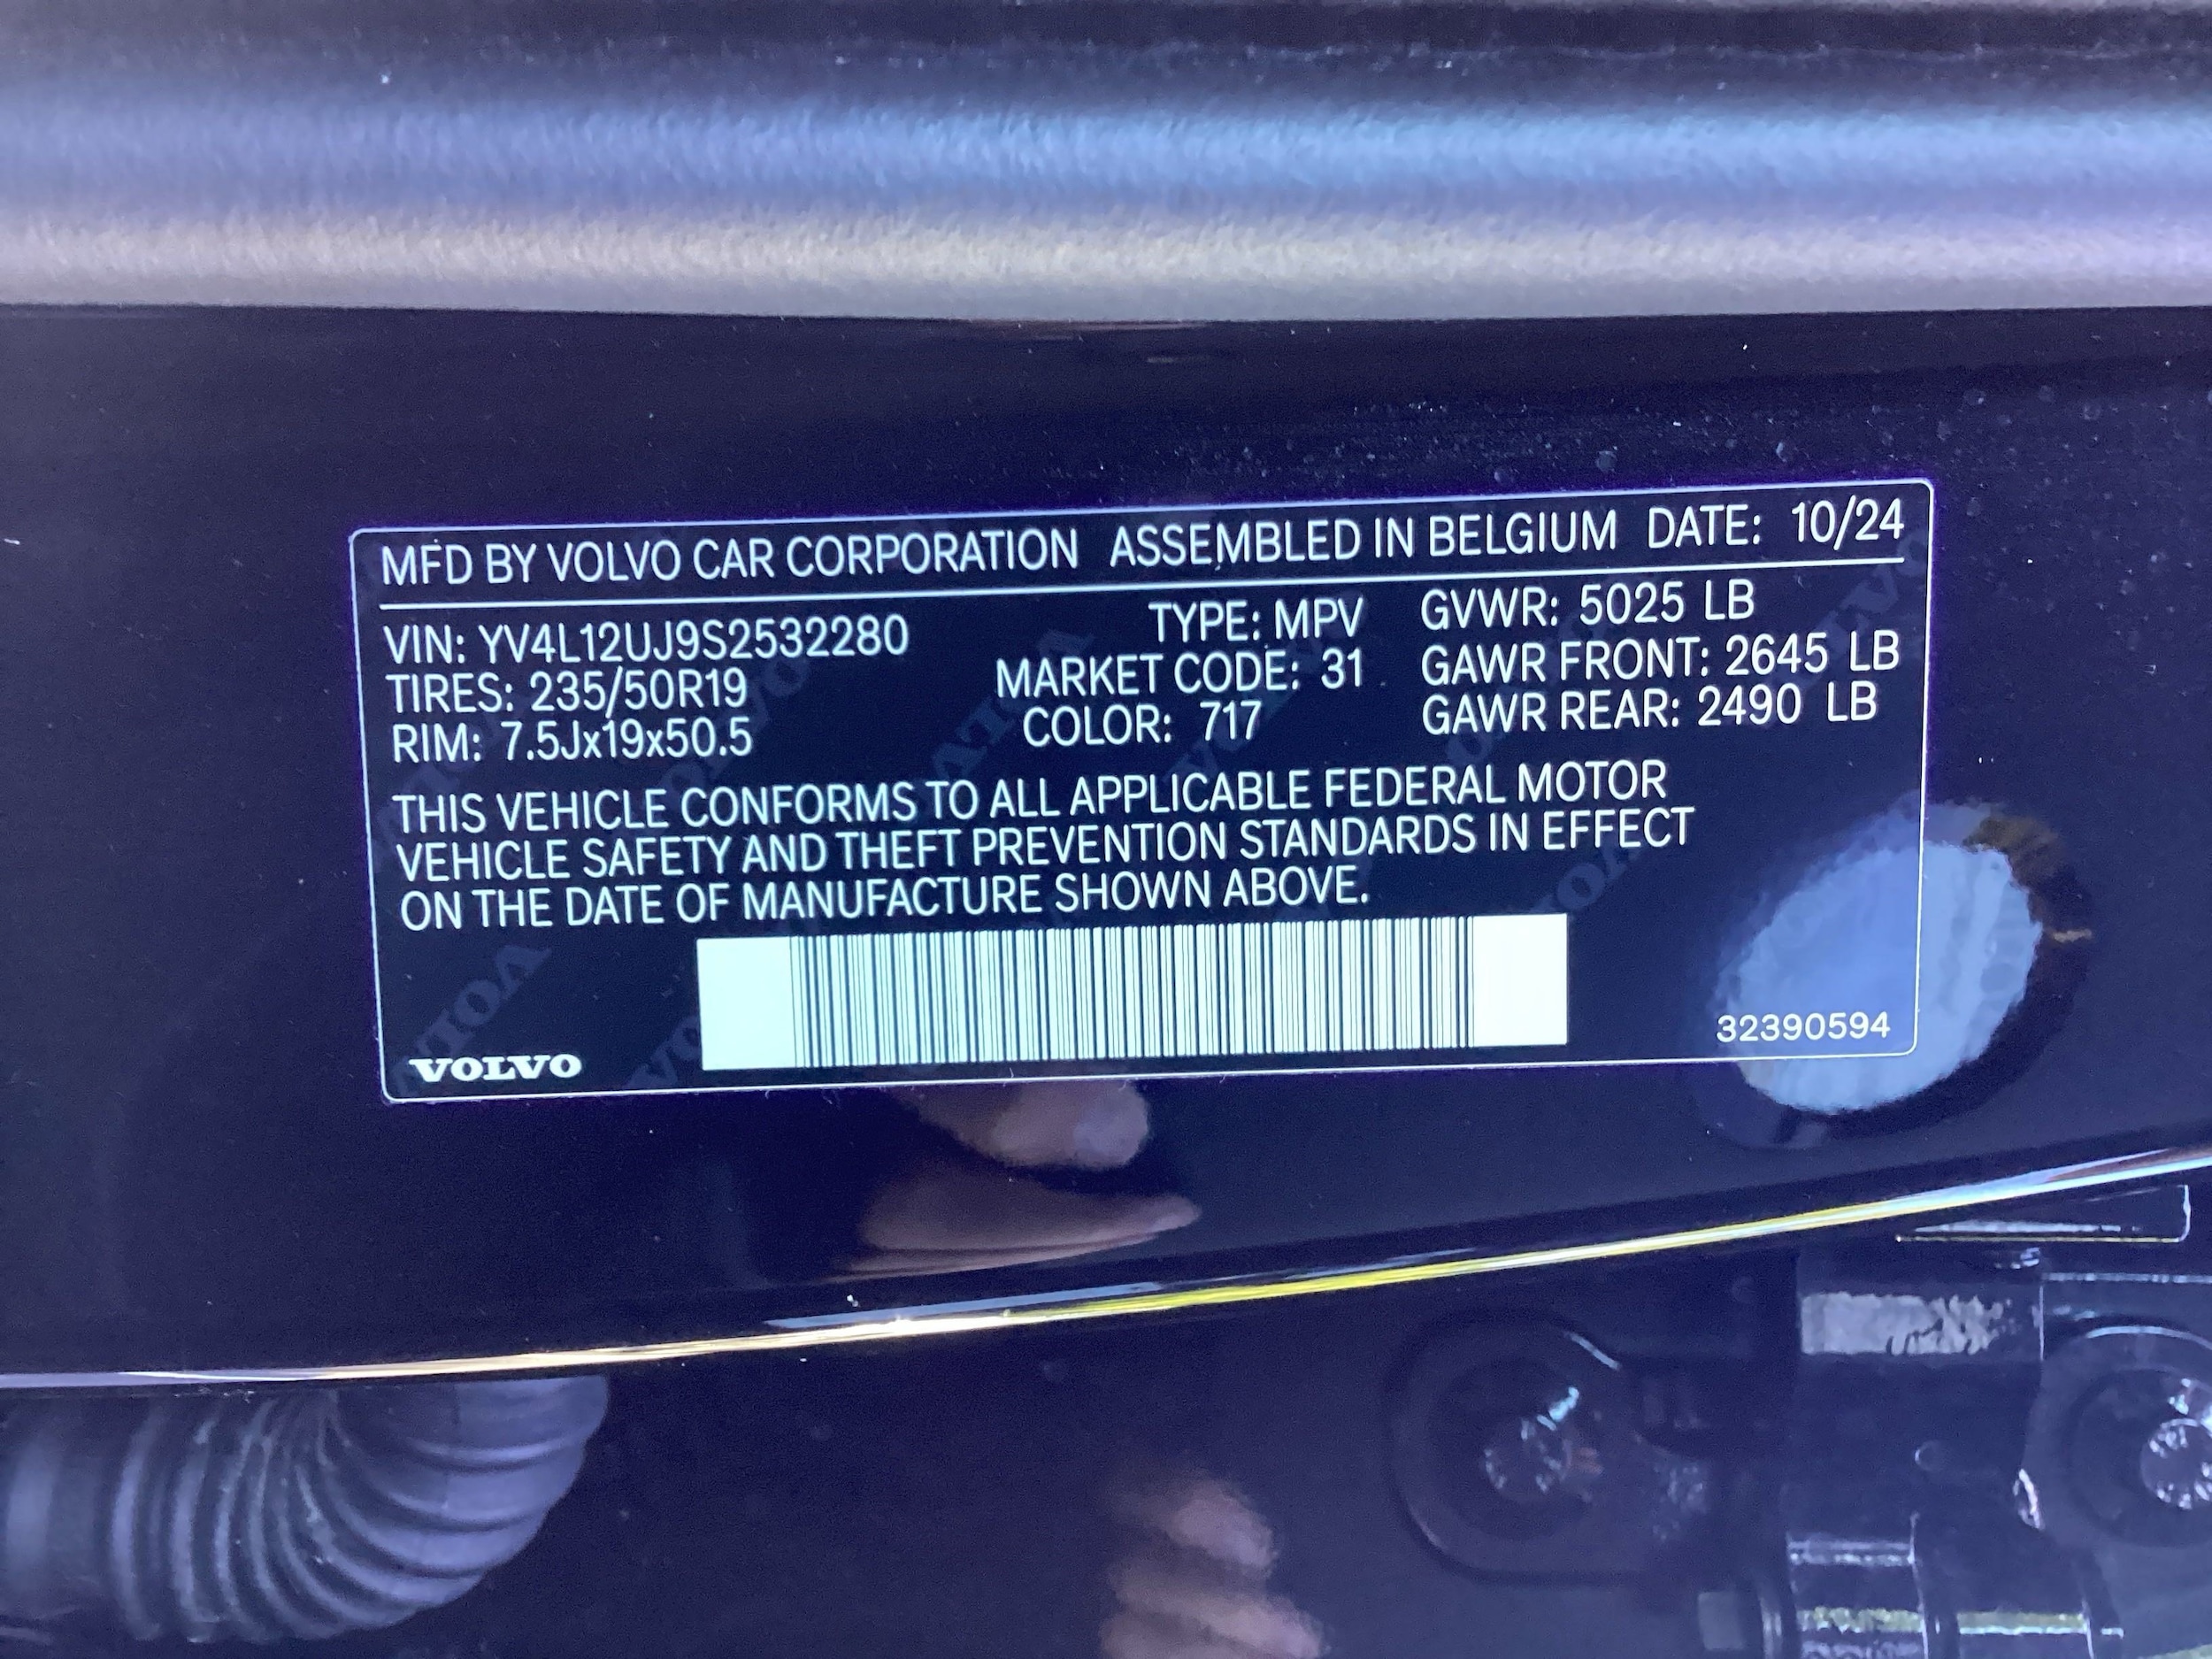 MFD BY VOLVO CAR CORPORATION ASSEMBLED IN BELGIUM DATE: 10/24
VIN: YV4L12UJ9S2532280 TYPE: MPV GVWR: 5025 LB
TIRES: 235/50R19 MARKET CODE: 31 GAWR FRONT: 2645 LB
RIM: 7.5Jx19x50.5 COLOR: 717 GAWR REAR: 2490 LB
THIS VEHICLE CONFORMS TO ALL APPLICABLE FEDERAL MOTOR
VEHICLE SAFETY AND THEFT PREVENTION STANDARDS IN EFFECT
ON THE DATE OF MANUFACTURE SHOWN ABOVE.
VOLVO 32390594